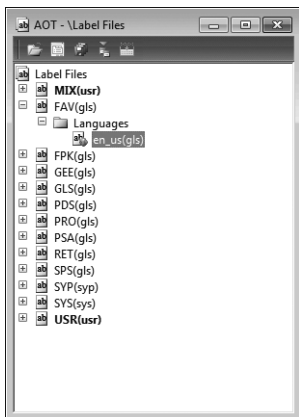 AOT - \Label Files
Label Files
MIX(usr)
FAV(gls)
Languages
en_us(gls)
FPK(gls)
GEE(gls)
GLS(gls)
PDS(gls)
PRO(gls)
PSA(gls)
RET(gls)
SPS(gls)
SYP(syp)
SYS(sys)
USR(usr)